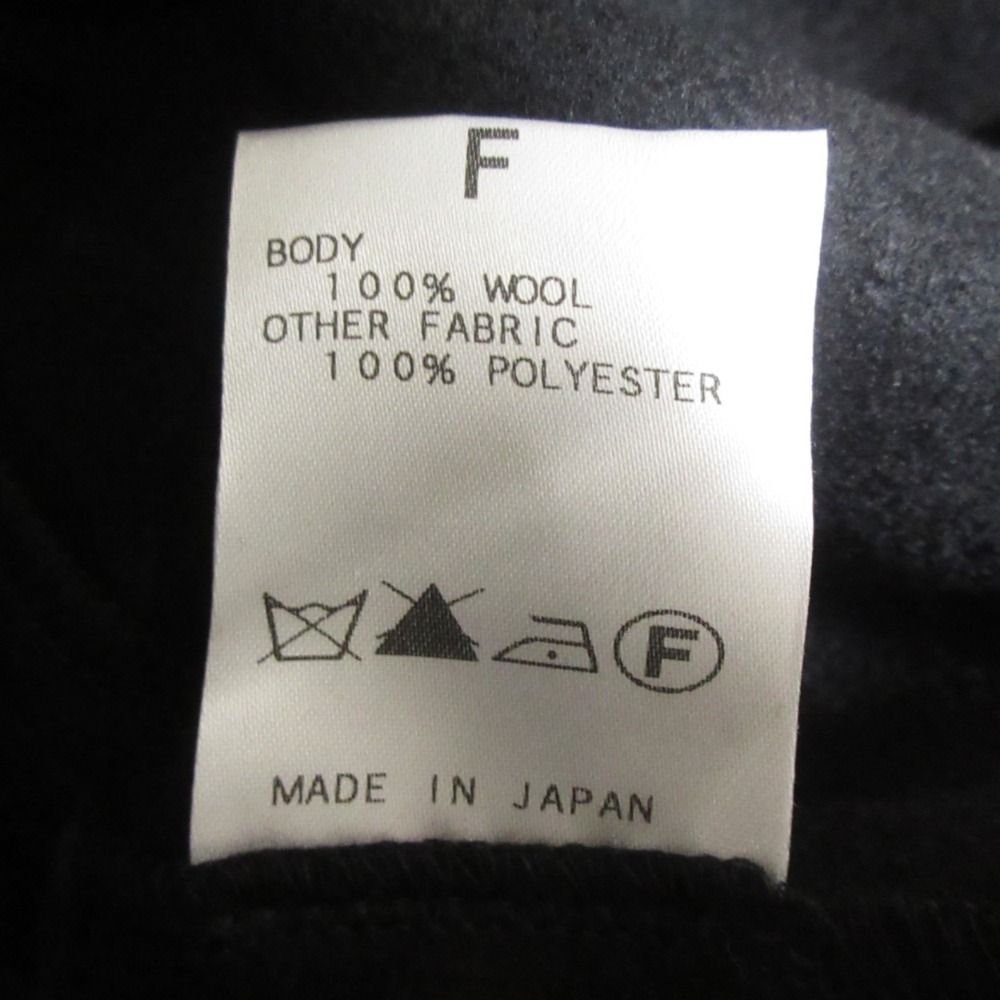 F
BODY
100% WOOL
OTHER FABRIC
100% POLYESTER
F
MADE IN JAPAN